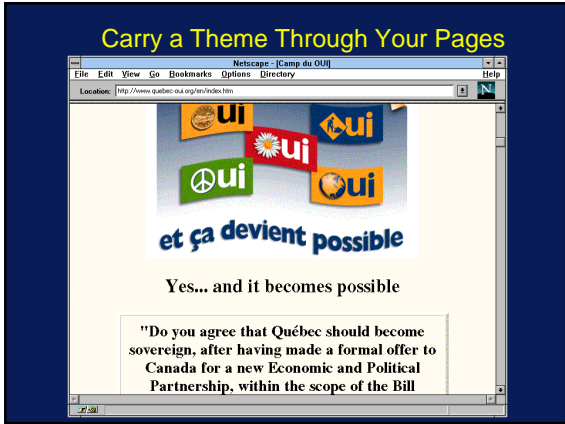 Carry a Theme Through Your Pages
Netscape - [Camp du OUI]
File Edit View Go Bookmarks Options Directory Help
Location: http://www.quebec-oui.org/en/index.htm
N
Oui Oui
Oui
Oui Oui
et ça devient possible
Yes... and it becomes possible
"Do you agree that Québec should become
sovereign, after having made a formal offer to
Canada for a new Economic and Political
Partnership, within the scope of the Bill